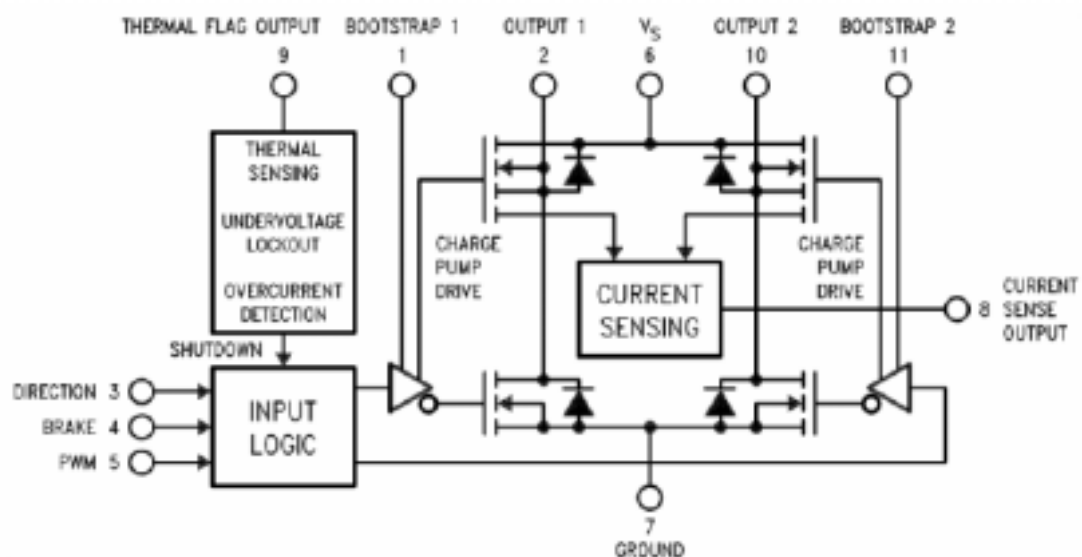 THERMAL FLAG OUTPUT
9
BOOTSTRAP 1
1
OUTPUT 1
2
VS
6
OUTPUT 2
10
BOOTSTRAP 2
11
THERMAL
SENSING
UNDERVOLTAGE
LOCKOUT
OVERCURRENT
DETECTION
CHARGE
PUMP
DRIVE
CURRENT
SENSING
CHARGE
PUMP
DRIVE
8 CURRENT
SENSE
OUTPUT
SHUTDOWN
DIRECTION 3
BRAKE 4
PWM 5
INPUT
LOGIC
7
GROUND